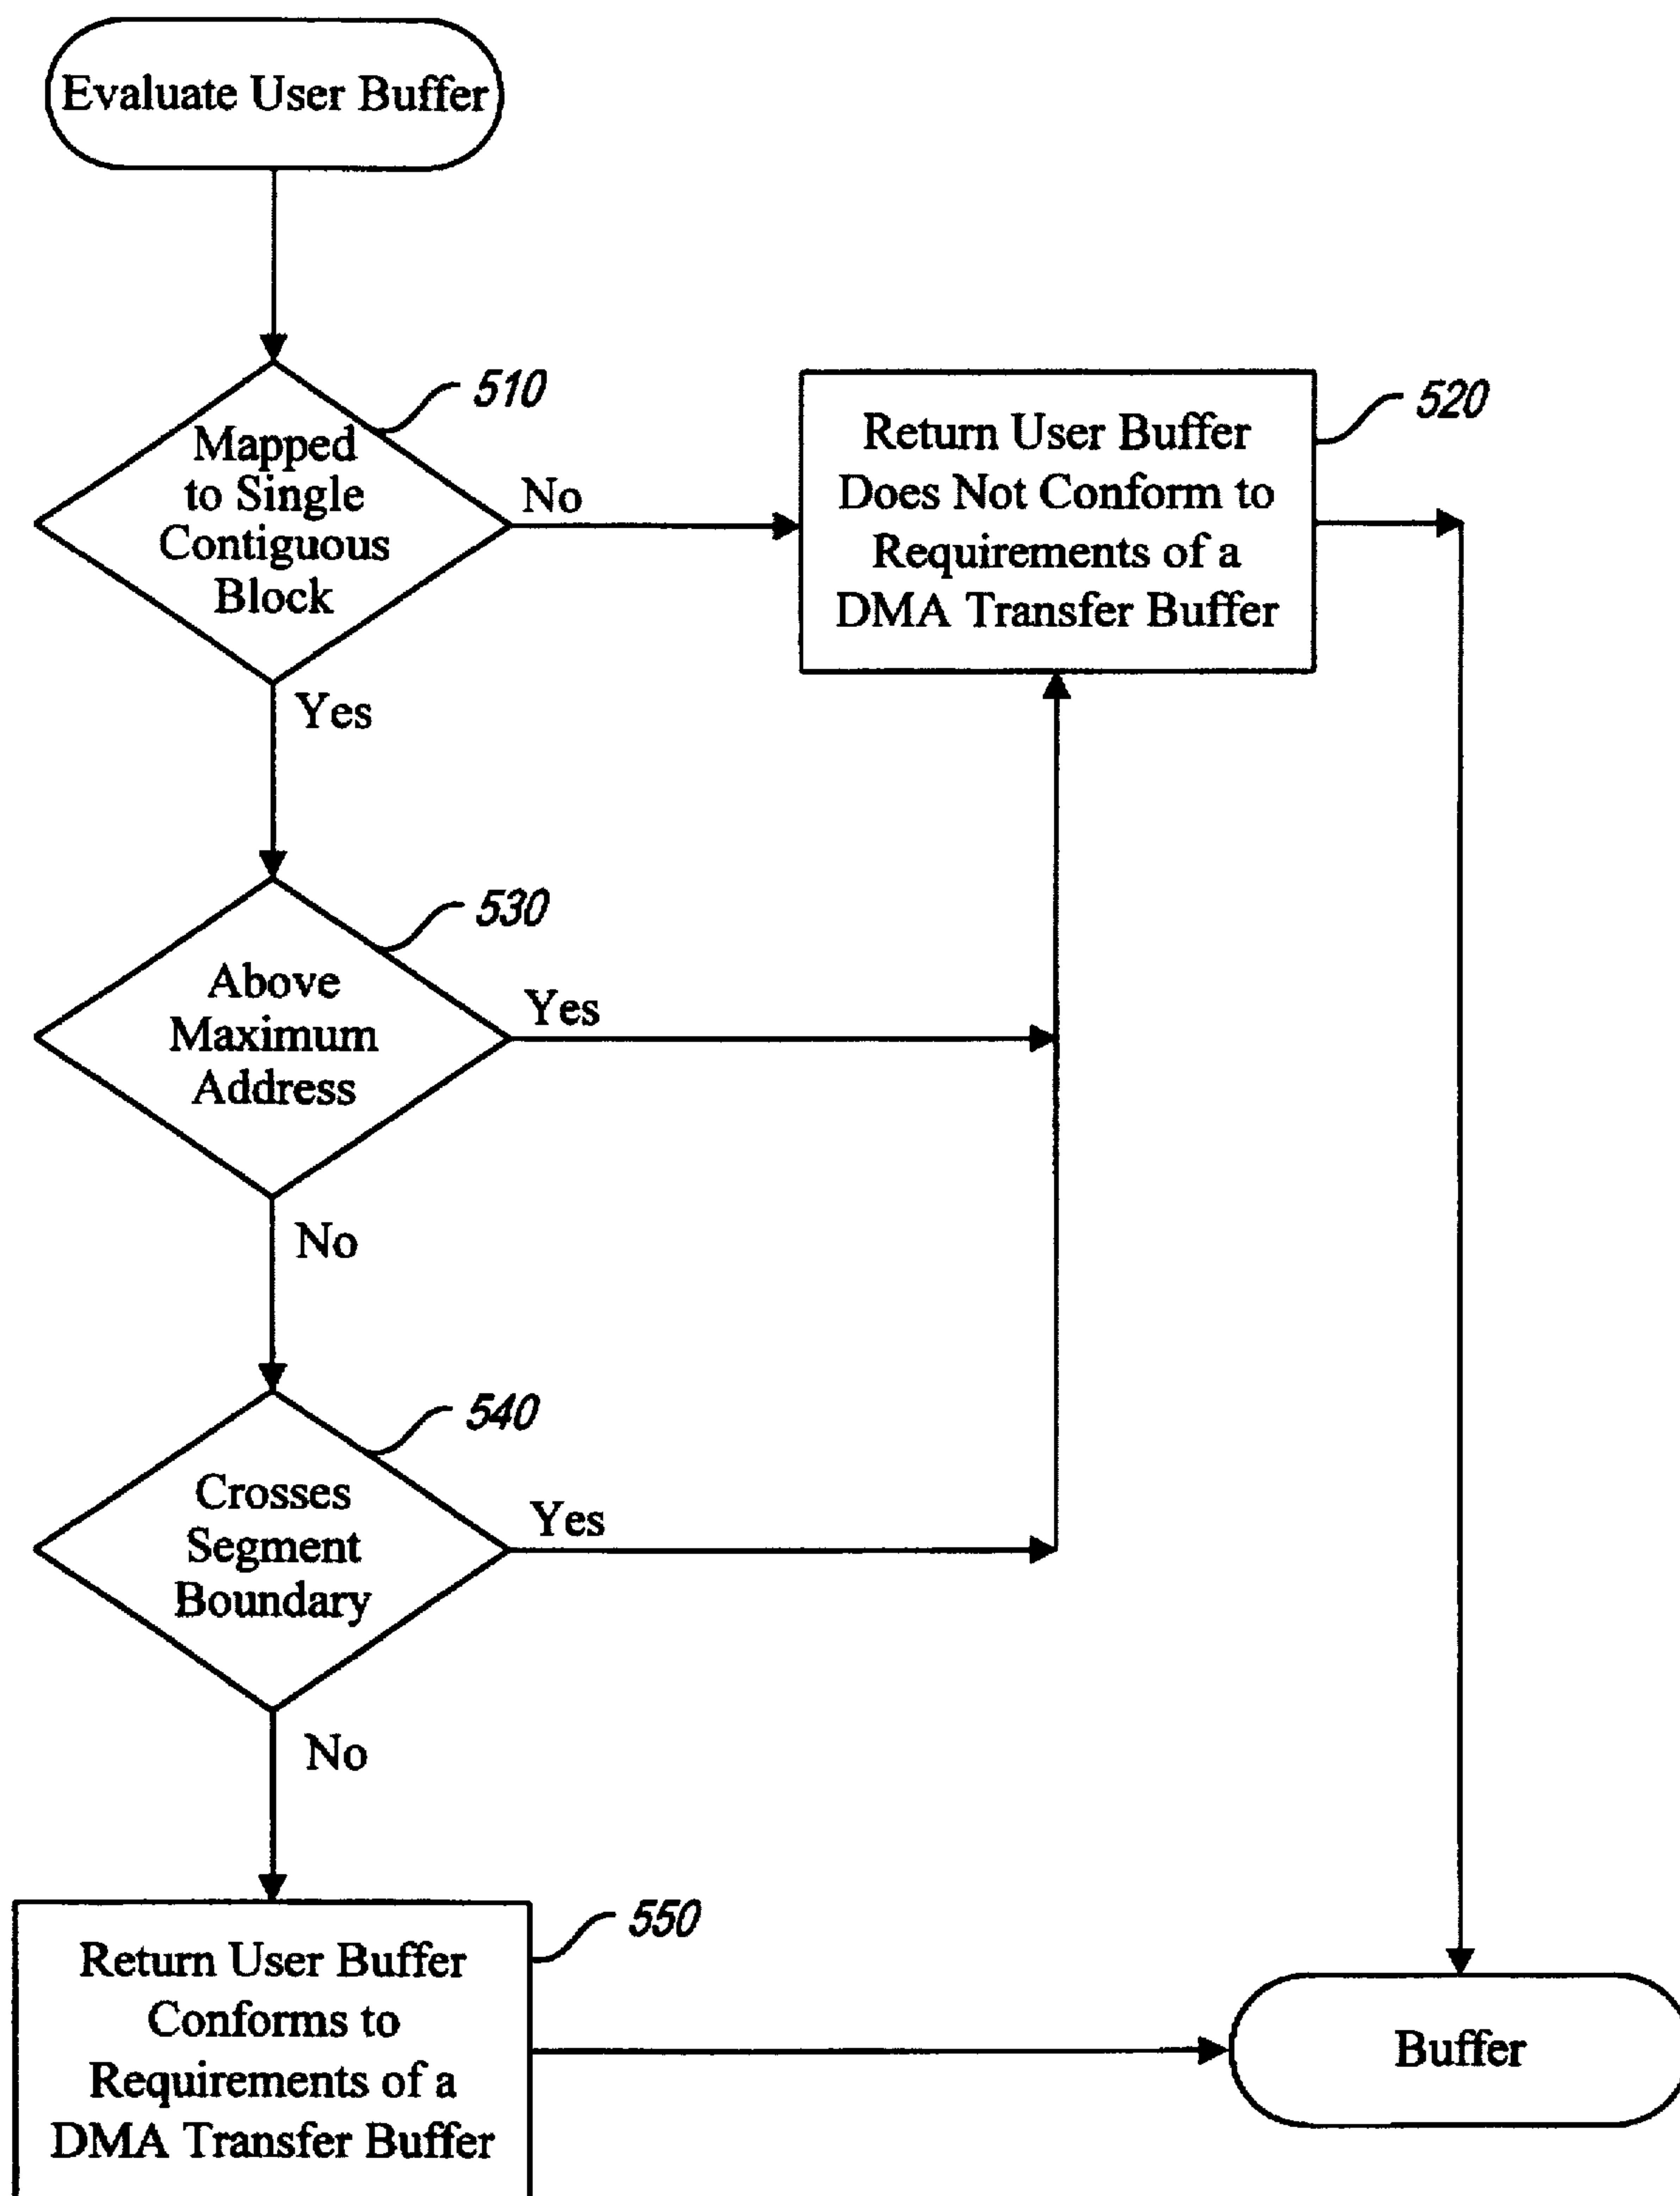 Evaluate User Buffer
510
Mapped
to Single
Contiguous
Block
No
Yes
Return User Buffer
Does Not Conform to
Requirements of a
DMA Transfer Buffer
520
530
Above
Maximum
Address
Yes
No
540
Crosses
Segment
Boundary
Yes
No
550
Return User Buffer
Conforms to
Requirements of a
DMA Transfer Buffer
Buffer